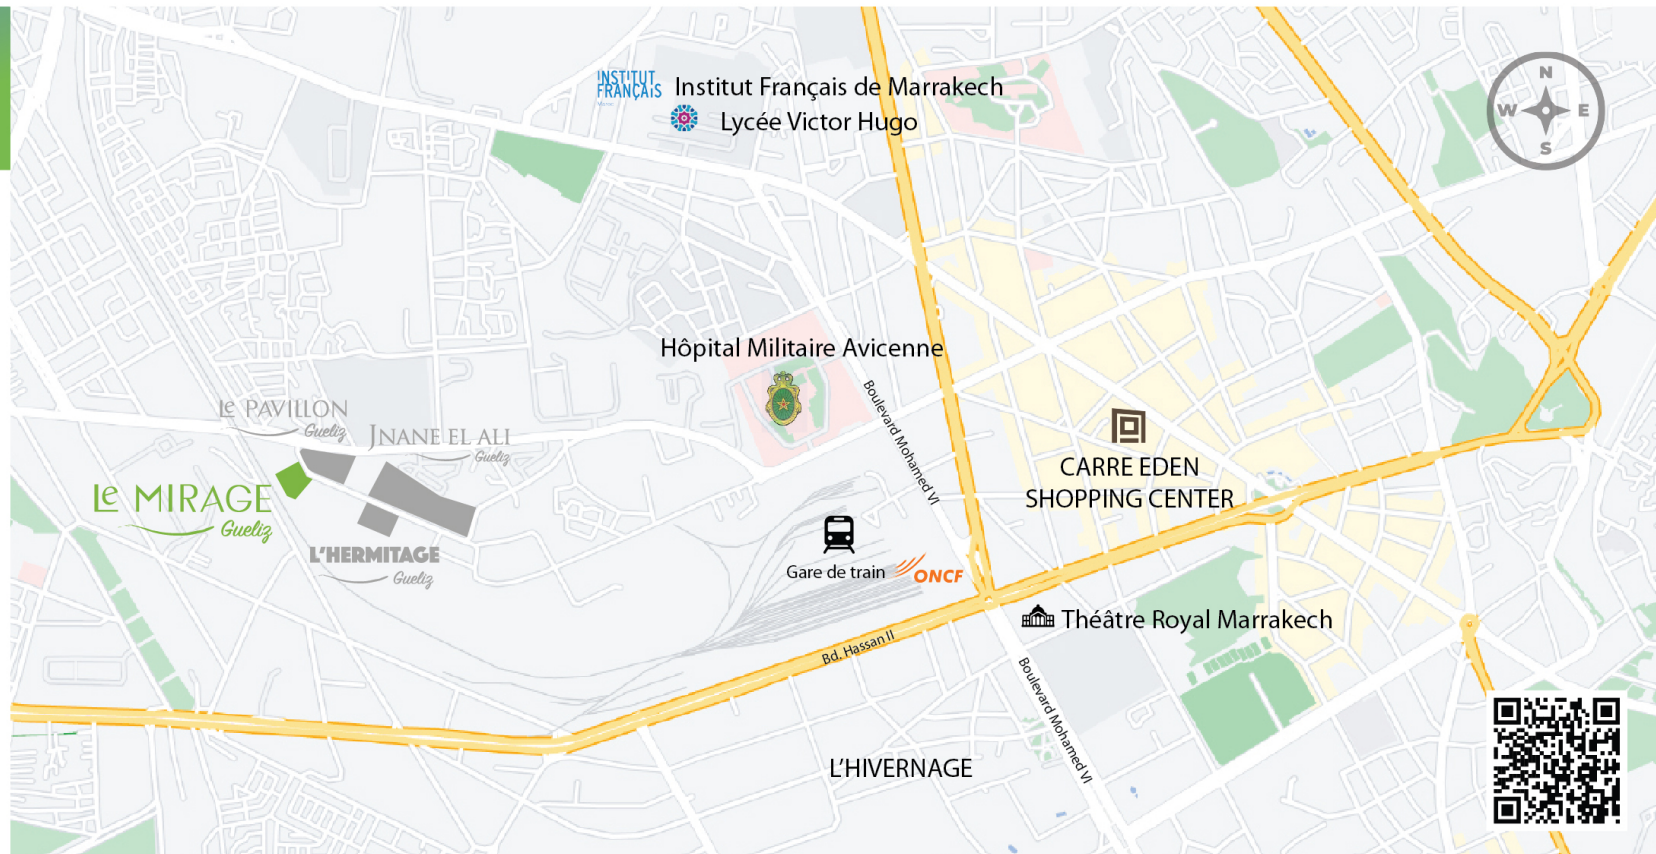 INSTITUT
FRANÇAIS
Maroc
Institut Français de Marrakech
Lycée Victor Hugo
N
W E
S
Hôpital Militaire Avicenne
Boulevard Mohamed VI
Le PAVILLON
Gueliz
JNANE EL ALI
Gueliz
Le MIRAGE
Gueliz
L'HERMITAGE
Gueliz
CARRE EDEN
SHOPPING CENTER
Gare de train
ONCF
Théâtre Royal Marrakech
Bd. Hassan II
Boulevard Mohamed VI
L'HIVERNAGE